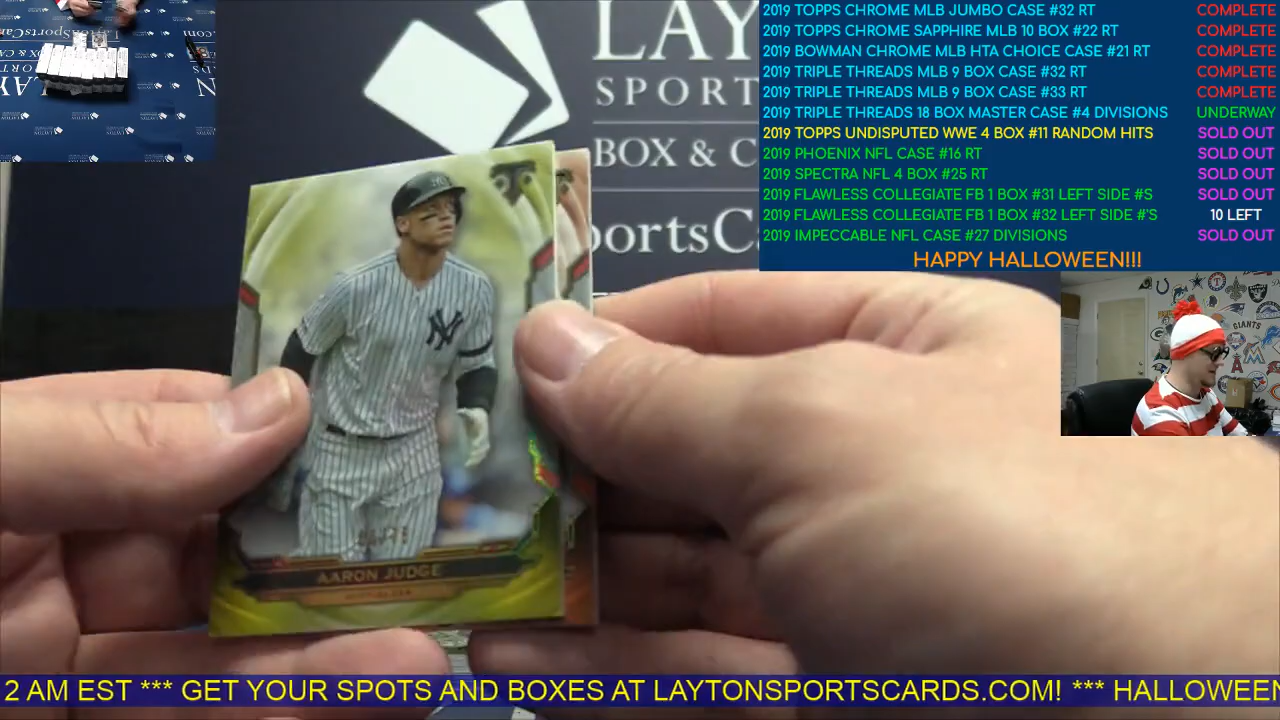 LAY
SPORT
BOX & C
portsCa
2019 TOPPS CHROME MLB JUMBO CASE #32 RT COMPLETE
2019 TOPPS CHROME SAPPHIRE MLB 10 BOX #22 RT COMPLETE
2019 BOWMAN CHROME MLB HTA CHOICE CASE #21 RT COMPLETE
2019 TRIPLE THREADS MLB 9 BOX CASE #32 RT COMPLETE
2019 TRIPLE THREADS MLB 9 BOX CASE #33 RT COMPLETE
2019 TRIPLE THREADS 18 BOX MASTER CASE #4 DIVISIONS UNDERWAY
2019 TOPPS UNDISPUTED WWE 4 BOX #11 RANDOM HITS SOLD OUT
2019 PHOENIX NFL CASE #16 RT SOLD OUT
2019 SPECTRA NFL 4 BOX #25 RT SOLD OUT
2019 FLAWLESS COLLEGIATE FB 1 BOX #31 LEFT SIDE #S SOLD OUT
2019 FLAWLESS COLLEGIATE FB 1 BOX #32 LEFT SIDE #'S 10 LEFT
2019 IMPECCABLE NFL CASE #27 DIVISIONS SOLD OUT
HAPPY HALLOWEEN!!!
GIANTS
NY
AARON JUDGE
2 AM EST *** GET YOUR SPOTS AND BOXES AT LAYTONSPORTSCARDS.COM! *** HALLOWEEN